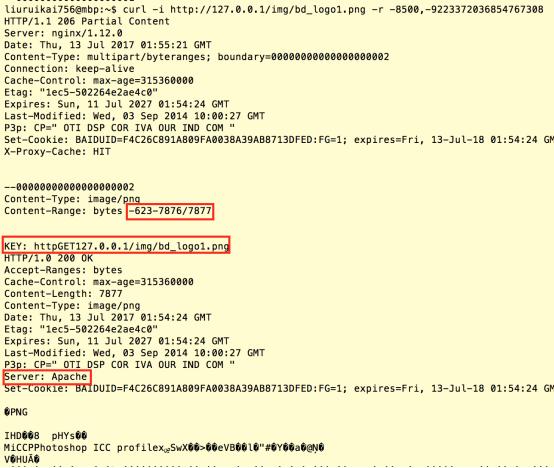 liuruikai756@mbp:~$ curl -i http://127.0.0.1/img/bd_logo1.png -r -8500,-9223372036854767308
HTTP/1.1 206 Partial Content
Server: nginx/1.12.0
Date: Thu, 13 Jul 2017 01:55:21 GMT
Content-Type: multipart/byteranges; boundary=00000000000000000002
Connection: keep-alive
Cache-Control: max-age=315360000
Etag: "1ec5-502264e2ae4c0"
Expires: Sun, 11 Jul 2027 01:54:24 GMT
Last-Modified: Wed, 03 Sep 2014 10:00:27 GMT
P3p: CP=" OTI DSP COR IVA OUR IND COM "
Set-Cookie: BAIDUID=F4C26C891A809FA0038A39AB8713DFED:FG=1; expires=Fri, 13-Jul-18 01:54:24 GM
X-Proxy-Cache: HIT
--00000000000000000002
Content-Type: image/png
Content-Range: bytes -623-7876/7877
KEY: httpGET127.0.0.1/img/bd_logo1.png
HTTP/1.0 200 OK
Accept-Ranges: bytes
Cache-Control: max-age=315360000
Content-Length: 7877
Content-Type: image/png
Date: Thu, 13 Jul 2017 01:54:24 GMT
Etag: "1ec5-502264e2ae4c0"
Expires: Sun, 11 Jul 2027 01:54:24 GMT
Last-Modified: Wed, 03 Sep 2014 10:00:27 GMT
P3p: CP=" OTI DSP COR IVA OUR IND COM "
Server: Apache
Set-Cookie: BAIDUID=F4C26C891A809FA0038A39AB8713DFED:FG=1; expires=Fri, 13-Jul-18 01:54:24 GM
�PNG
IHD��8 pHYs��
MiCCPPhotoshop ICC